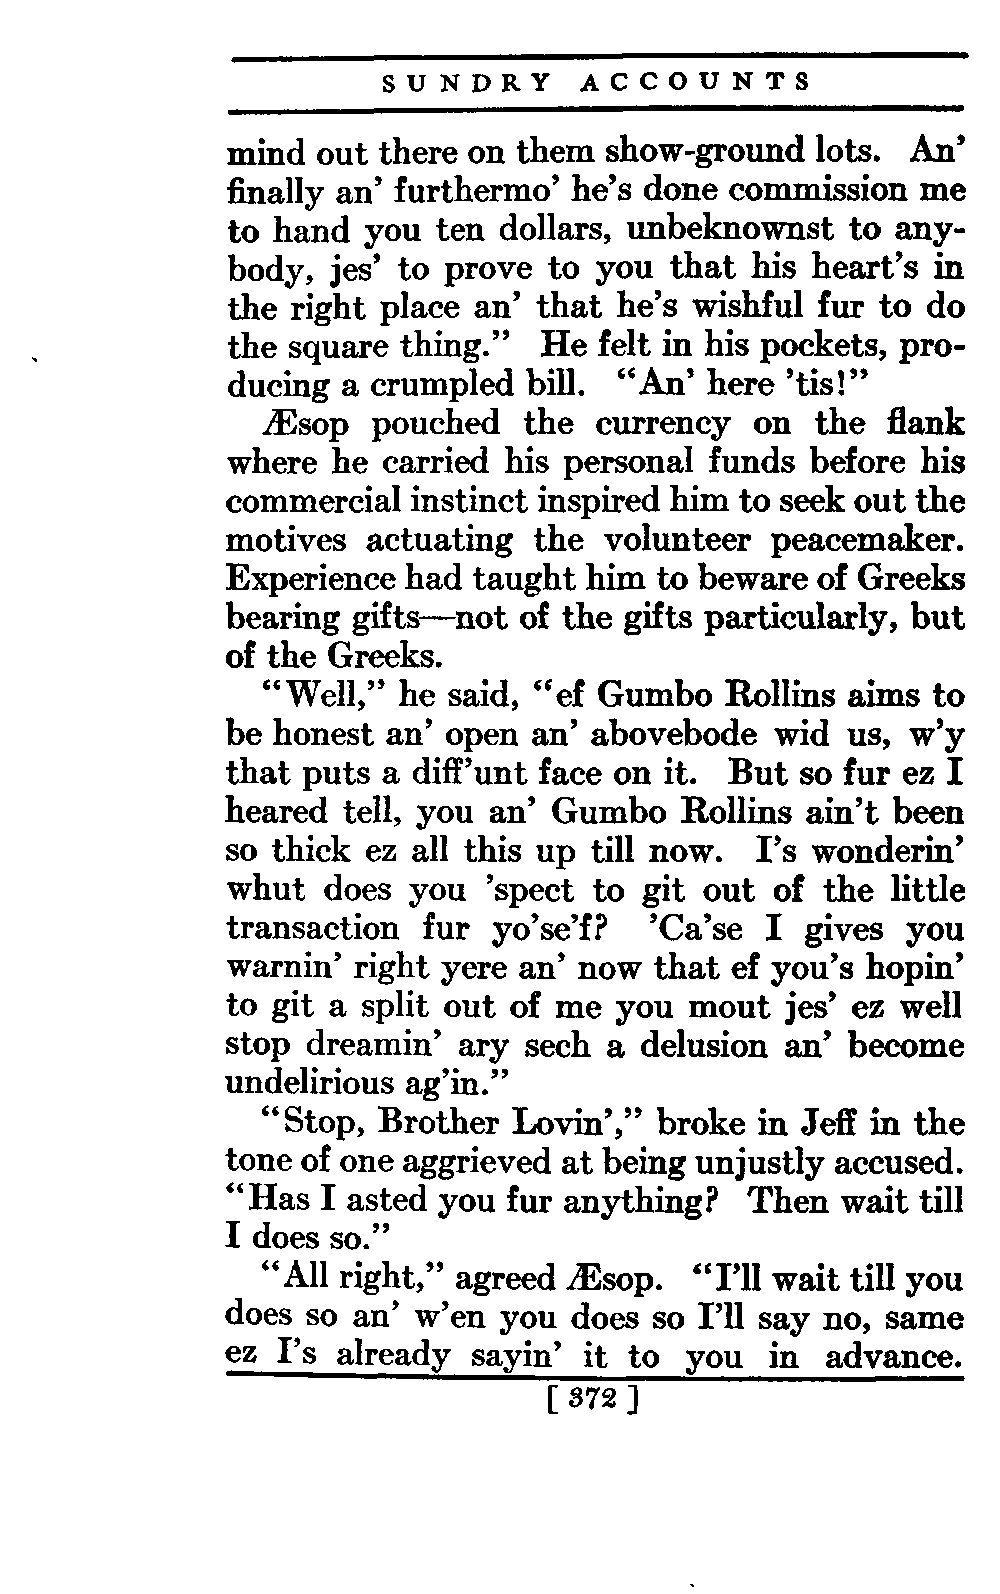 SUNDRY ACCOUNTS
mind out there on them show-ground lots. An’
finally an’ furthermo’ he’s done commission me
to hand you ten dollars, unbeknownst to any-
body, jes’ to prove to you that his heart’s in
the right place an’ that he’s wishful fur to do
the square thing.” He felt in his pockets, pro-
ducing a crumpled bill. “An’ here ’tis!”
Æsop pouched the currency on the flank
where he carried his personal funds before his
commercial instinct inspired him to seek out the
motives actuating the volunteer peacemaker.
Experience had taught him to beware of Greeks
bearing gifts—not of the gifts particularly, but
of the Greeks.
“Well,” he said, “ef Gumbo Rollins aims to
be honest an’ open an’ abovebode wid us, w’y
that puts a diff’unt face on it. But so fur ez I
heared tell, you an’ Gumbo Rollins ain’t been
so thick ez all this up till now. I’s wonderin’
whut does you ’spect to git out of the little
transaction fur yo’se’f? ’Ca’se I gives you
warnin’ right yere an’ now that ef you’s hopin’
to git a split out of me you mout jes’ ez well
stop dreamin’ ary sech a delusion an’ become
undelirious ag’in.”
“Stop, Brother Lovin’,” broke in Jeff in the
tone of one aggrieved at being unjustly accused.
“Has I asted you fur anything? Then wait till
I does so.”
“All right,” agreed Æsop. “I’ll wait till you
does so an’ w’en you does so I’ll say no, same
ez I’s already sayin’ it to you in advance.
[ 372 ]